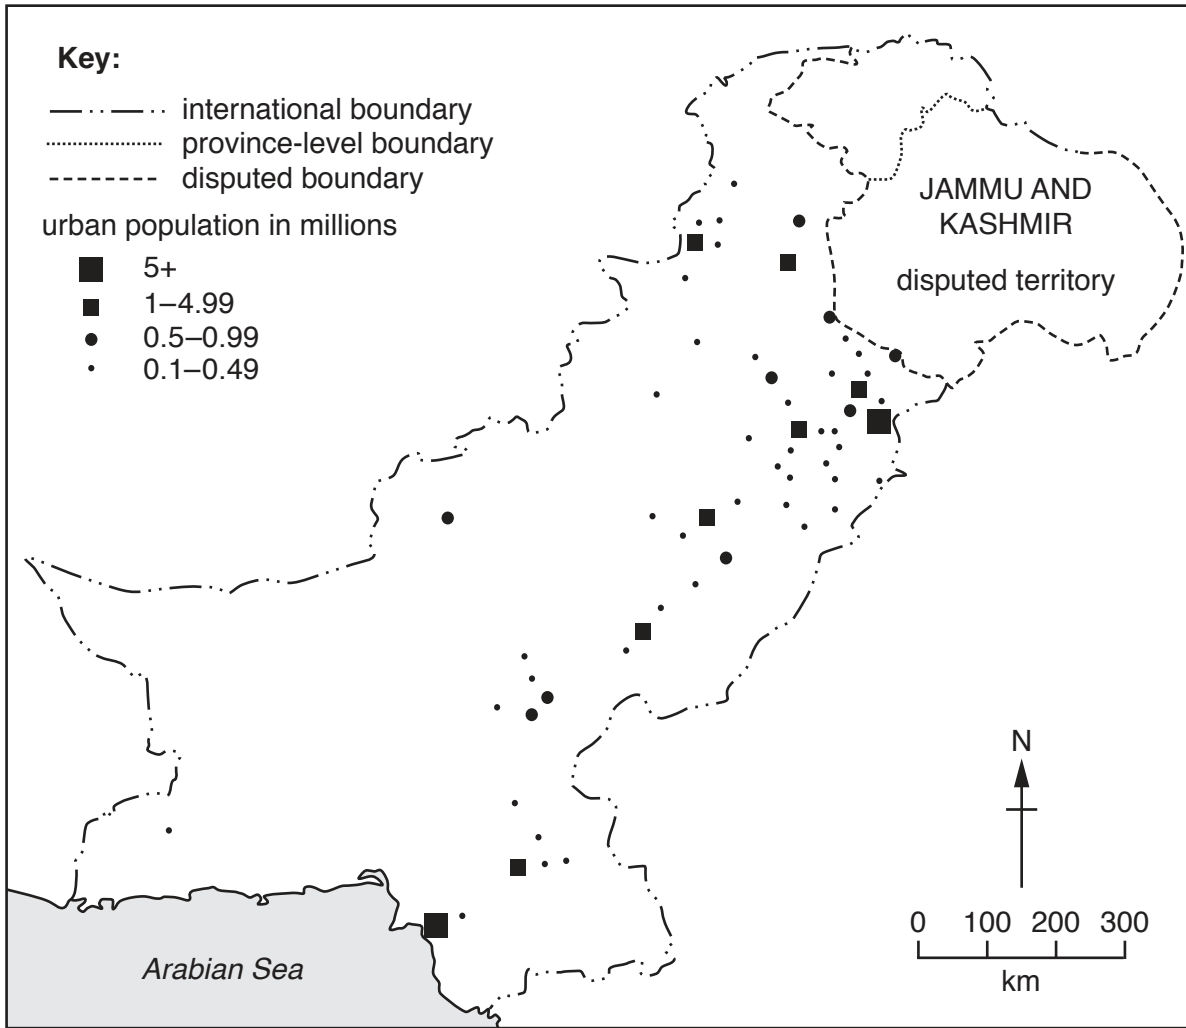 Key:
international boundary
province-level boundary
disputed boundary
urban population in millions
5+
1–4.99
0.5–0.99
0.1–0.49
JAMMU AND
KASHMIR
disputed territory
N
0 100 200 300
km
Arabian Sea